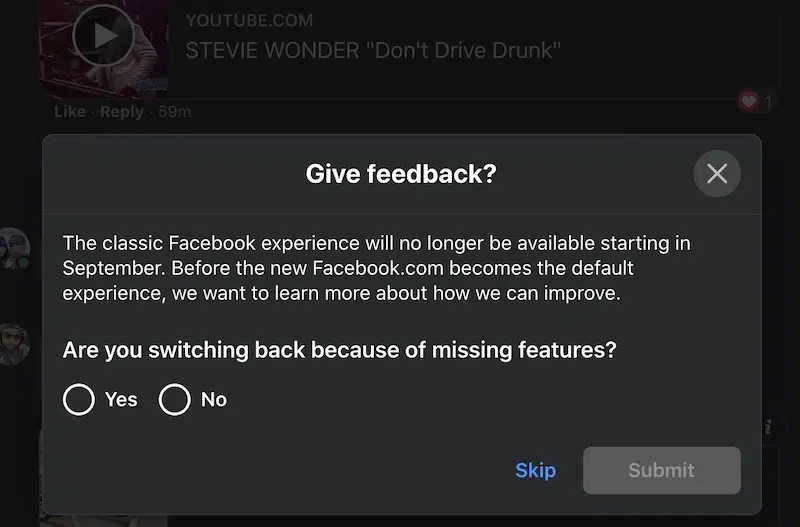 YOUTUBE.COM
STEVIE WONDER "Don't Drive Drunk"
1
Like · Reply · 59m
Give feedback?
The classic Facebook experience will no longer be available starting in
September. Before the new Facebook.com becomes the default
experience, we want to learn more about how we can improve.
Are you switching back because of missing features?
Yes No
Skip Submit